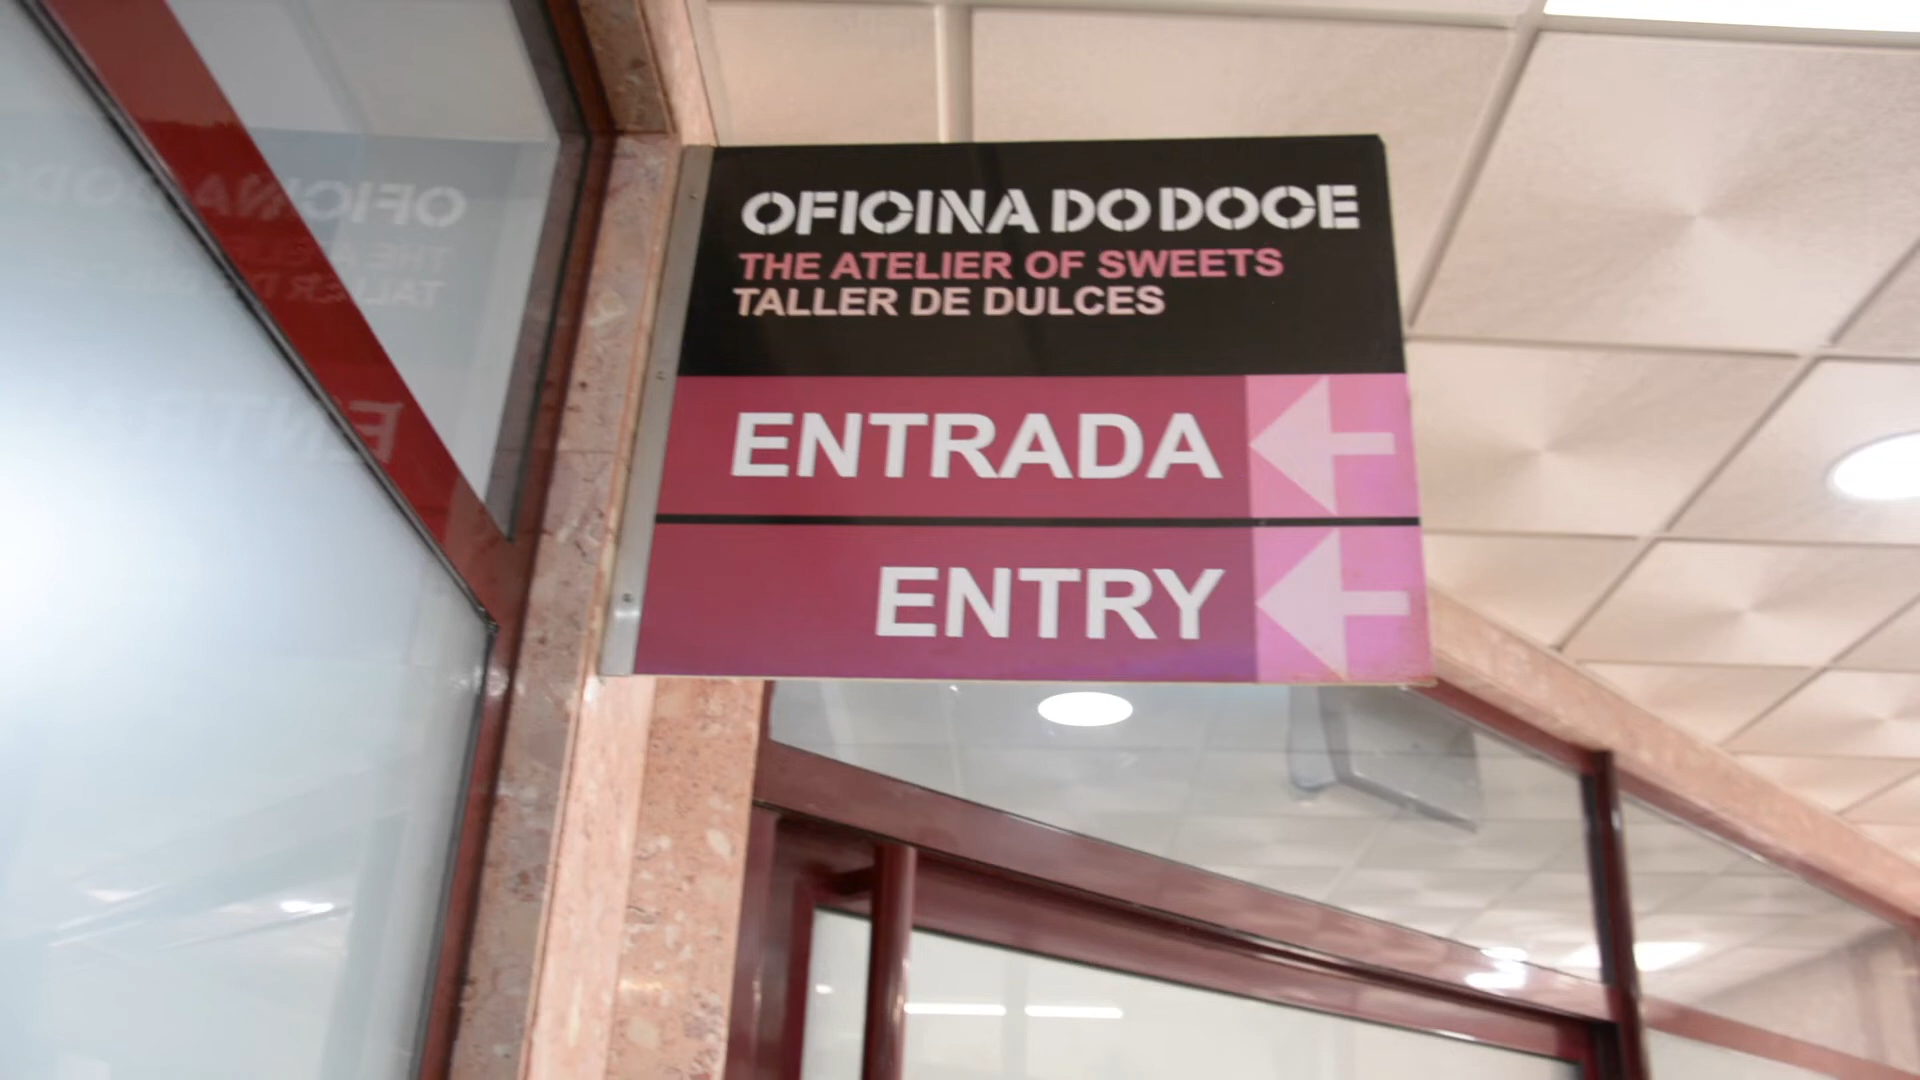 OFICINA DO DOCE
THE ATELIER OF SWEETS
TALLER DE DULCES
ENTRADA
ENTRY